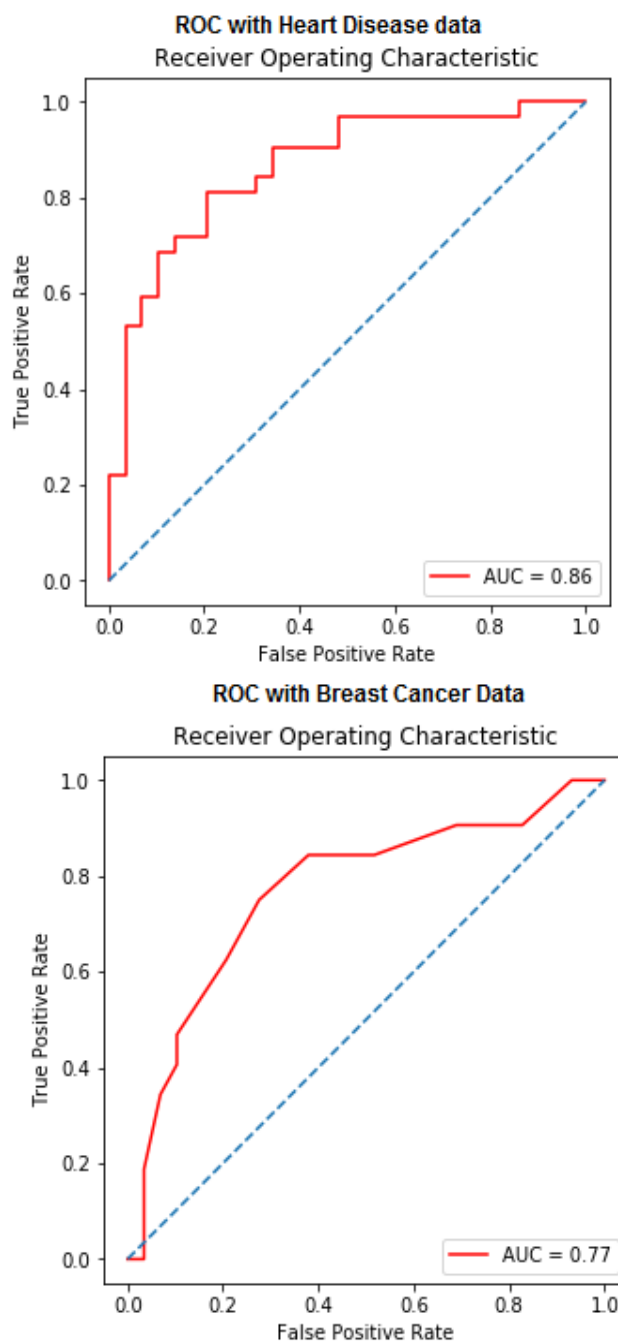 ROC with Heart Disease data
Receiver Operating Characteristic
1.0
0.8
0.6
0.4
0.2
0.0
True Positive Rate
AUC = 0.86
0.0 0.2 0.4 0.6 0.8 1.0
False Positive Rate
ROC with Breast Cancer Data
Receiver Operating Characteristic
1.0
0.8
0.6
0.4
0.2
0.0
True Positive Rate
AUC = 0.77
0.0 0.2 0.4 0.6 0.8 1.0
False Positive Rate